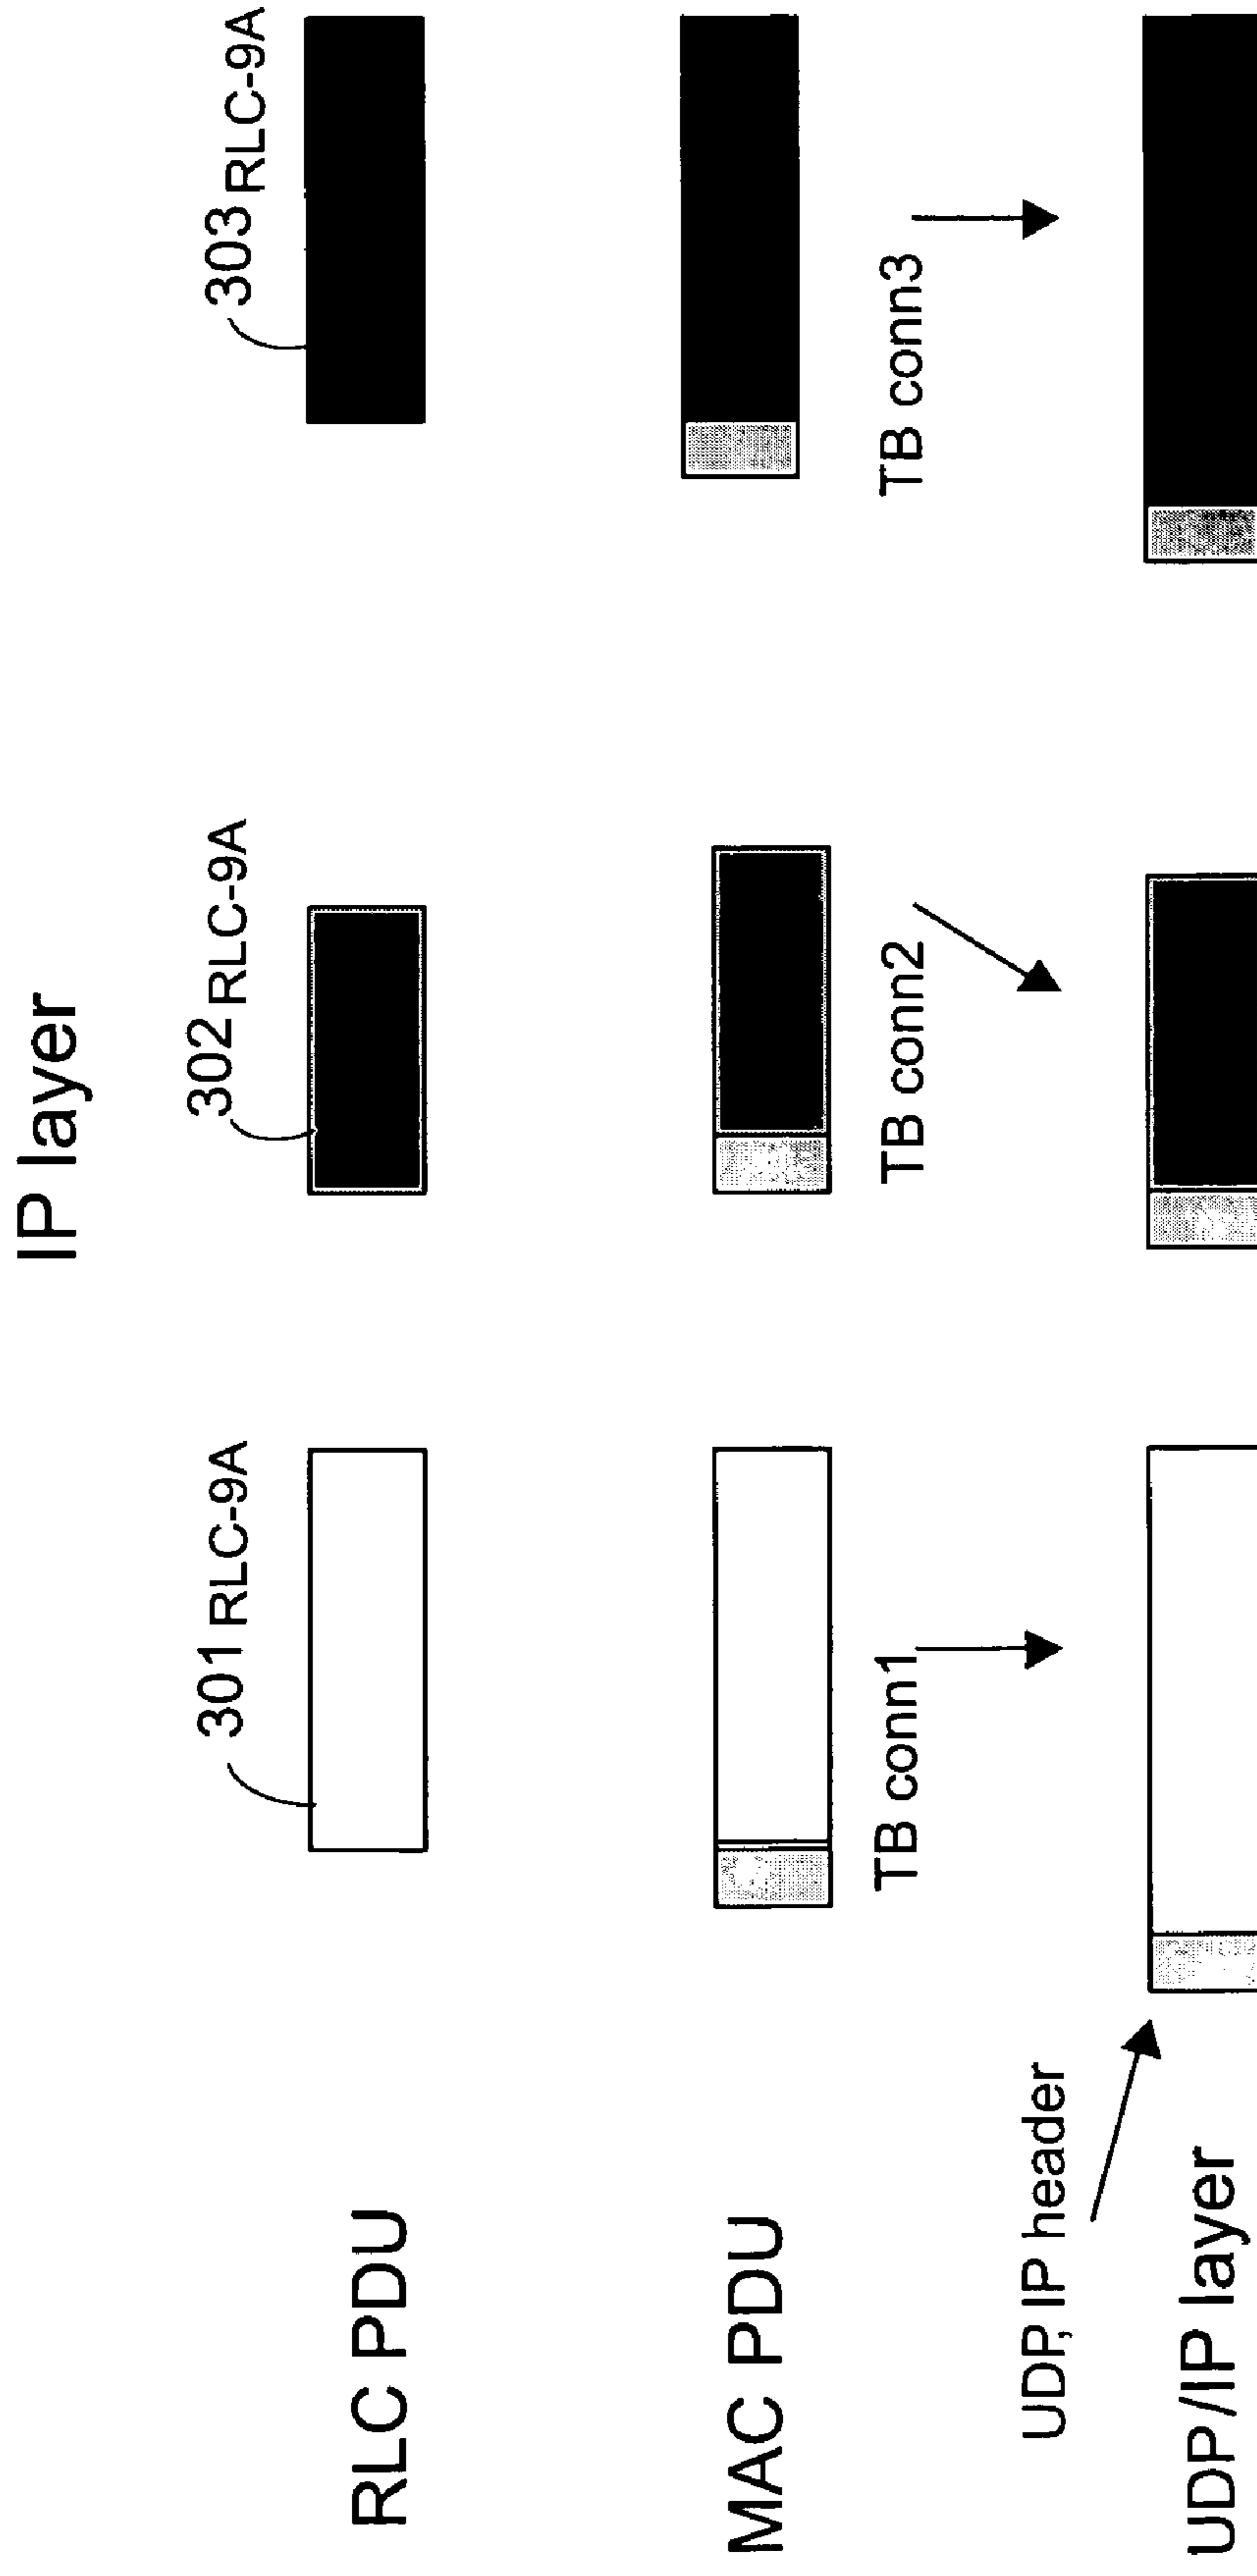 IP layer
RLC PDU
301 RLC-9A
302 RLC-9A
303 RLC-9A
MAC PDU
TB conn1
TB conn2
TB conn3
UDP, IP header
UDP/IP layer